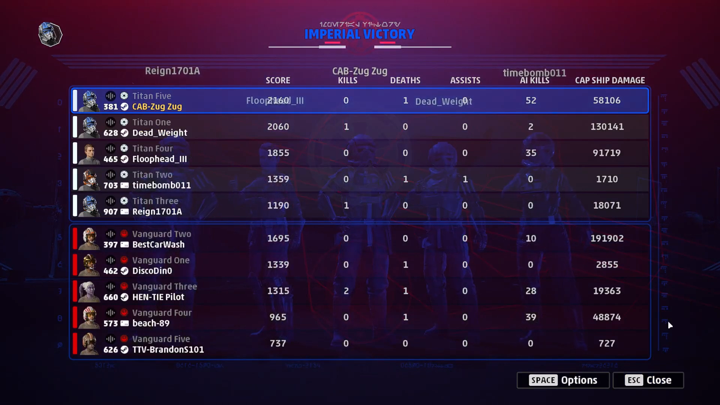 IMPERIAL VICTORY
Reign1701A CAB-Zug Zug timebomb011
SCORE KILLS DEATHS ASSISTS AI KILLS CAP SHIP DAMAGE
Floophead_III Dead_Weight
Titan Five
381 CAB-Zug Zug 2160 0 1 0 52 58106
Titan One
628 Dead_Weight 2060 1 0 0 2 130141
Titan Four
465 Floophead_III 1855 0 0 0 35 91719
Titan Two
703 timebomb011 1359 0 1 1 0 1710
Titan Three
907 Reign1701A 1190 1 0 0 0 18071
Vanguard Two
397 BestCarWash 1695 0 0 0 10 191902
Vanguard One
462 DiscoDin0 1339 0 1 0 0 2855
Vanguard Three
660 HEN-TIE Pilot 1315 2 1 0 28 19363
Vanguard Four
573 beach-89 965 0 1 0 39 48874
Vanguard Five
626 TTV-BrandonS101 737 0 0 0 0 727
SPACE Options ESC Close